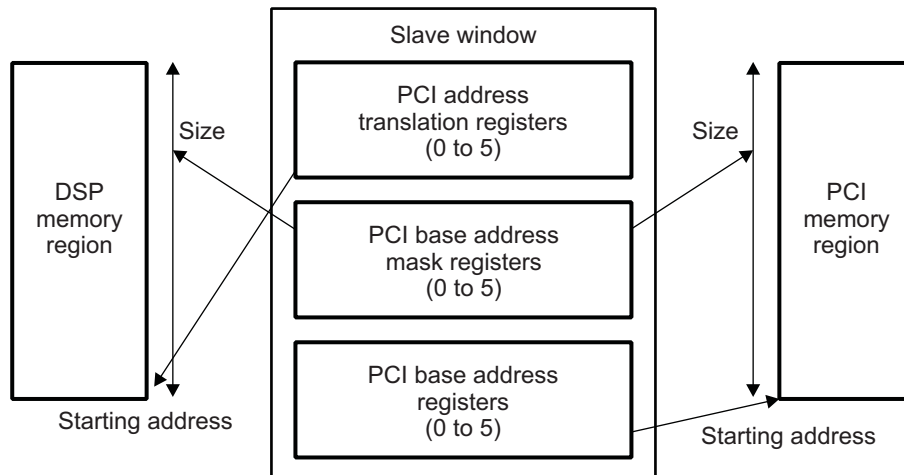 Slave window
PCI address
translation registers
(0 to 5)
Size
Size
DSP
memory
region
PCI
memory
region
PCI base address
mask registers
(0 to 5)
PCI base address
registers
(0 to 5)
Starting address
Starting address